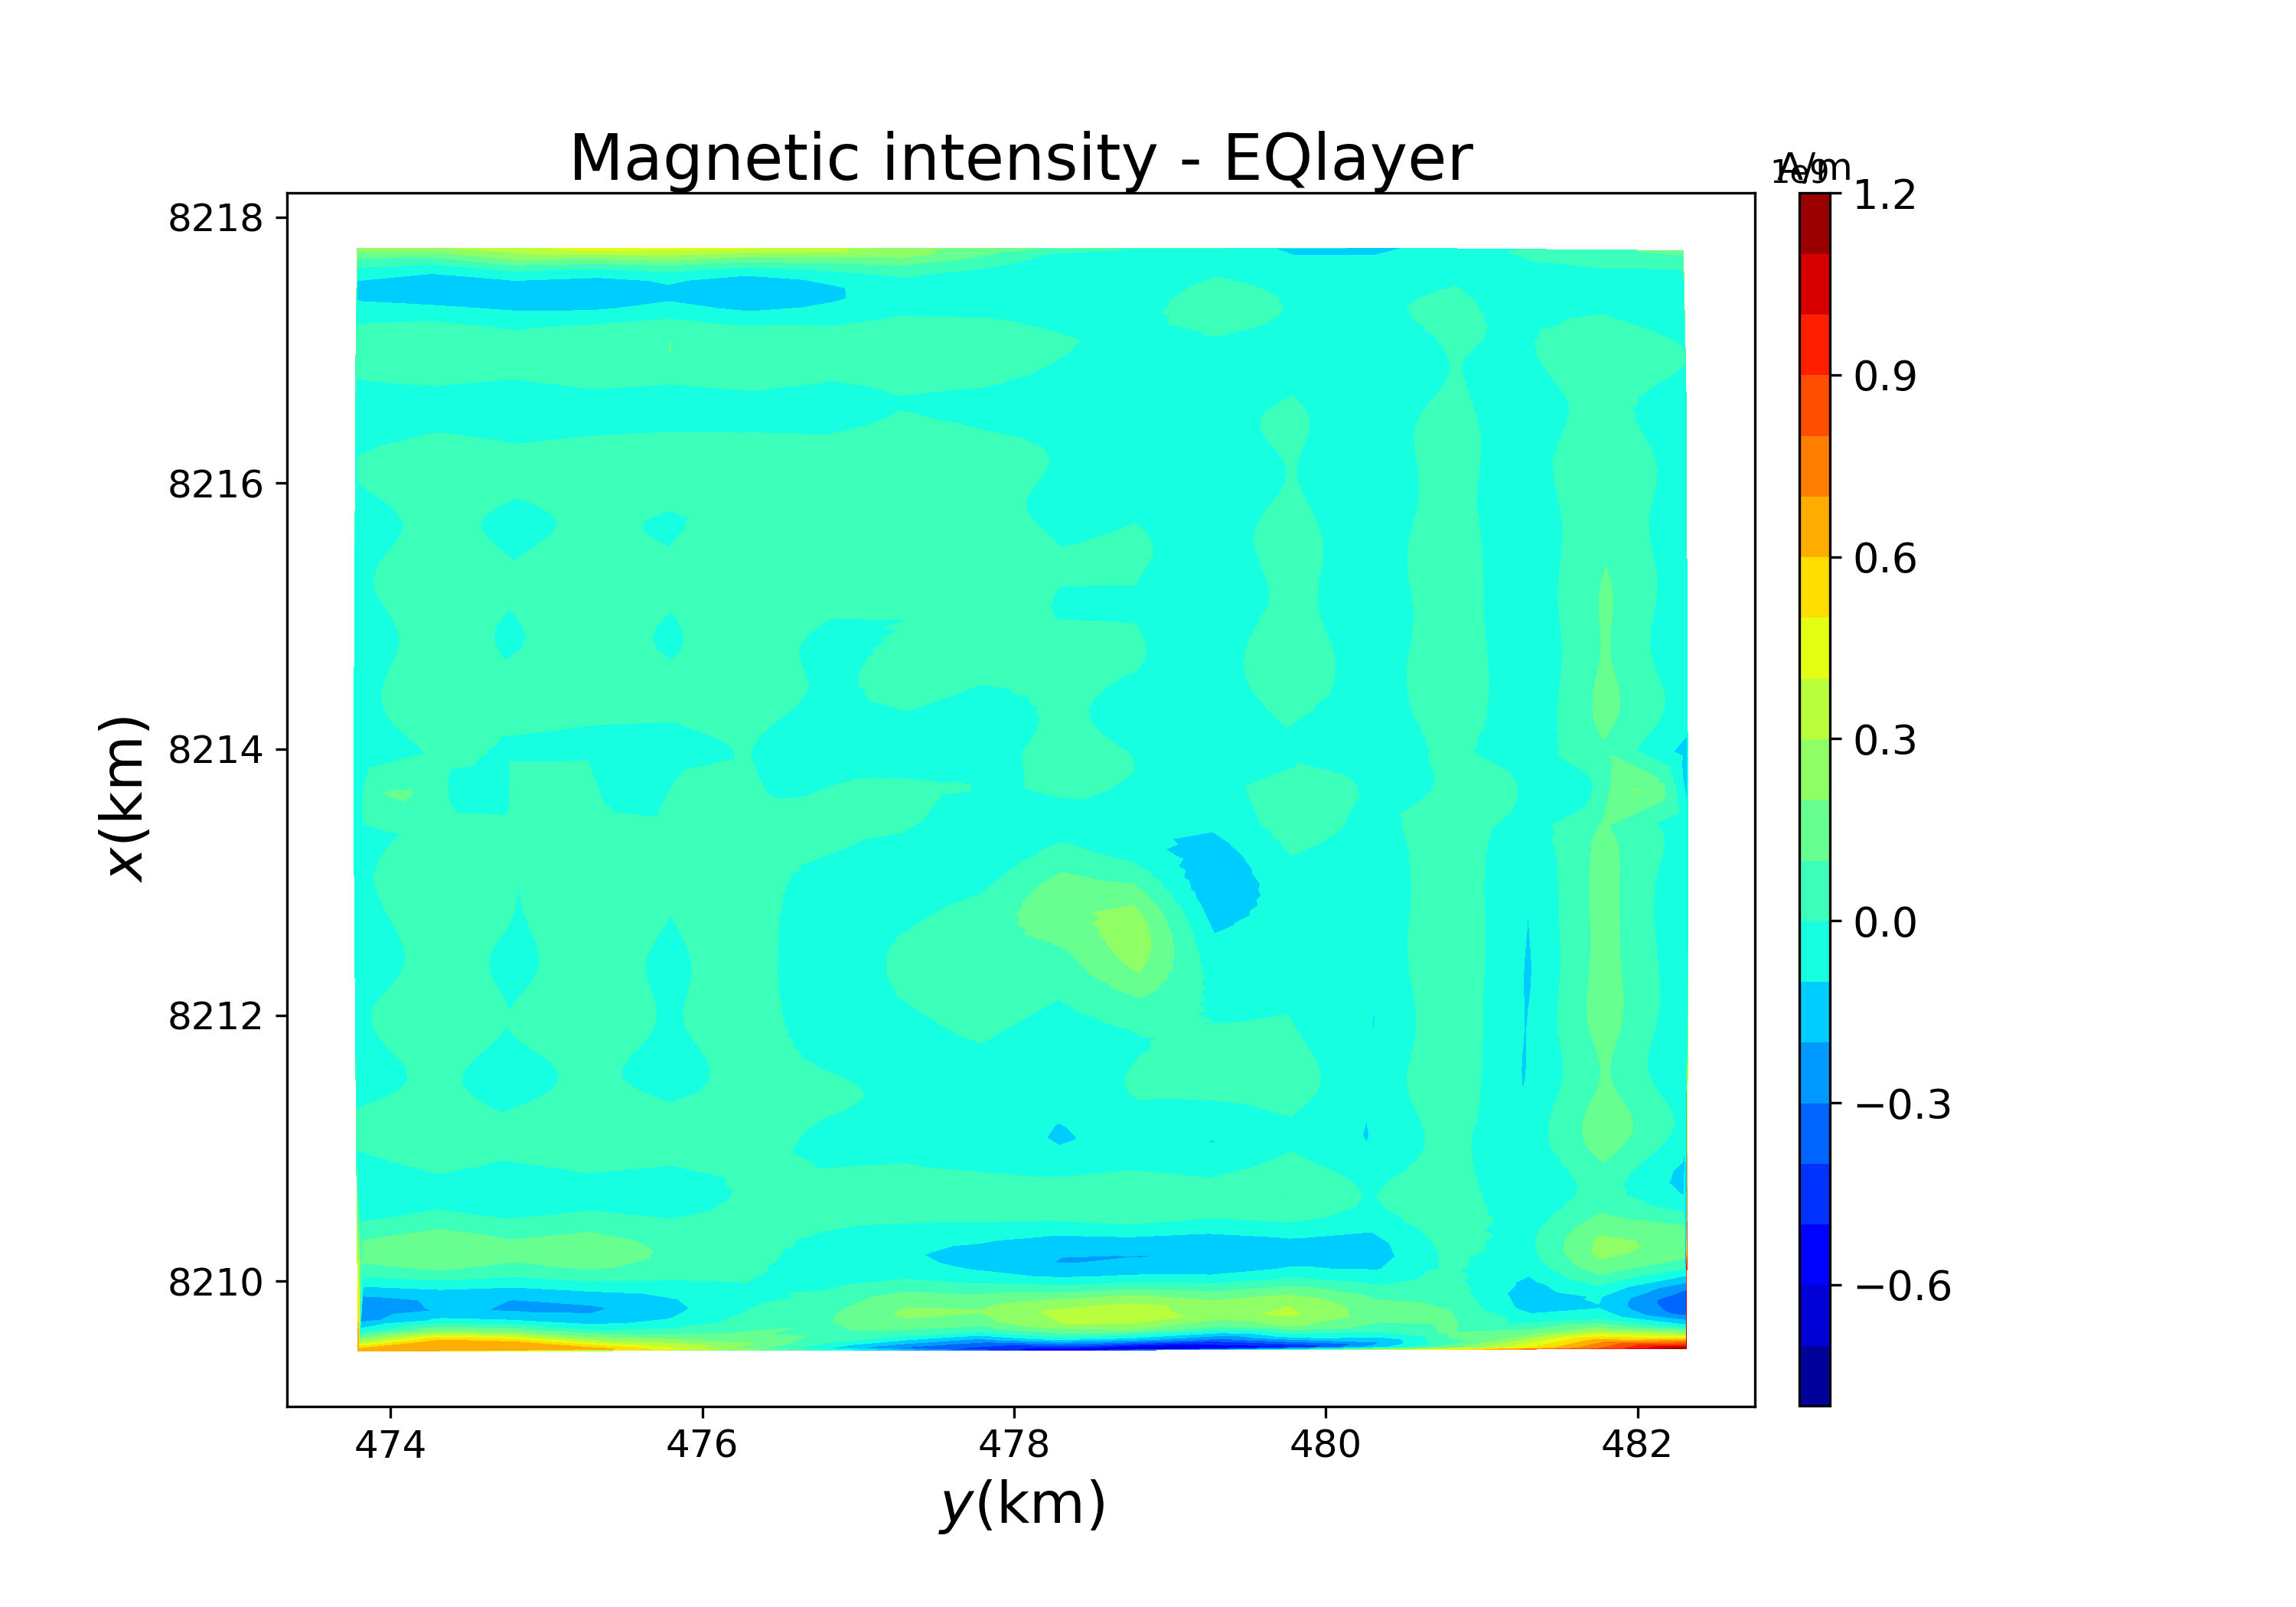 Magnetic intensity - EQlayer
A/m
1e9
8218
8216
8214
8212
8210
x(km)
474 476 478 480 482
y(km)
1.2
0.9
0.6
0.3
0.0
−0.3
−0.6